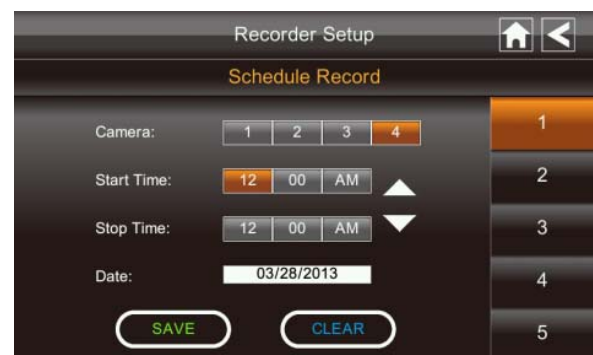 Recorder Setup
Schedule Record
Camera: 1 2 3 4
Start Time: 12 00 AM
Stop Time: 12 00 AM
Date: 03/28/2013
SAVE CLEAR
1
2
3
4
5